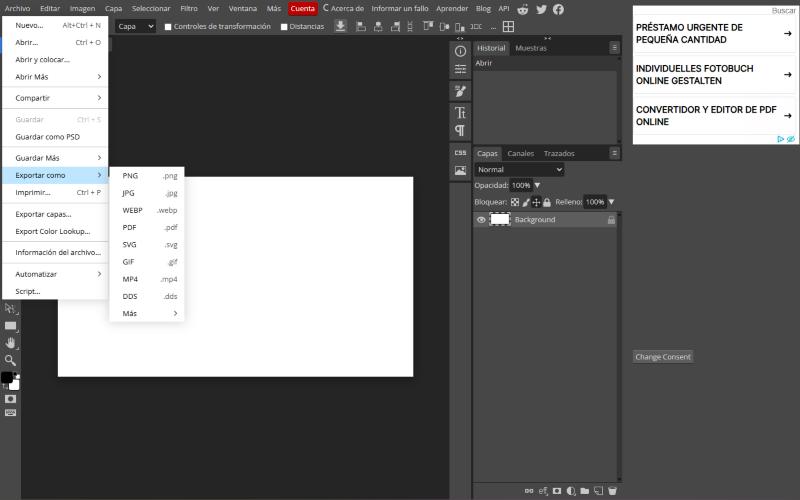 Archivo Editar Imagen Capa Seleccionar Filtro Ver Ventana Más Cuenta Acerca de Informar un fallo Aprender Blog API
Buscar
Capa Controles de transformación Distancias ...
Nuevo... Alt+Ctrl + N
Abrir... Ctrl + O
Abrir y colocar...
Abrir Más
Compartir
Guardar Ctrl + S
Guardar como PSD
Guardar Más
Exportar como
Imprimir... Ctrl + P
Exportar capas...
Export Color Lookup...
Información del archivo...
Automatizar
Script...
PNG .png
JPG .jpg
WEBP .webp
PDF .pdf
SVG .svg
GIF .gif
MP4 .mp4
DDS .dds
Más
CSS
Historial Muestras
Abrir
Capas Canales Trazados
Normal
Opacidad: 100%
Bloquear: Relleno: 100%
Background
eff
PRÉSTAMO URGENTE DE
PEQUEÑA CANTIDAD
INDIVIDUELLES FOTOBUCH
ONLINE GESTALTEN
CONVERTIDOR Y EDITOR DE PDF
ONLINE
Change Consent